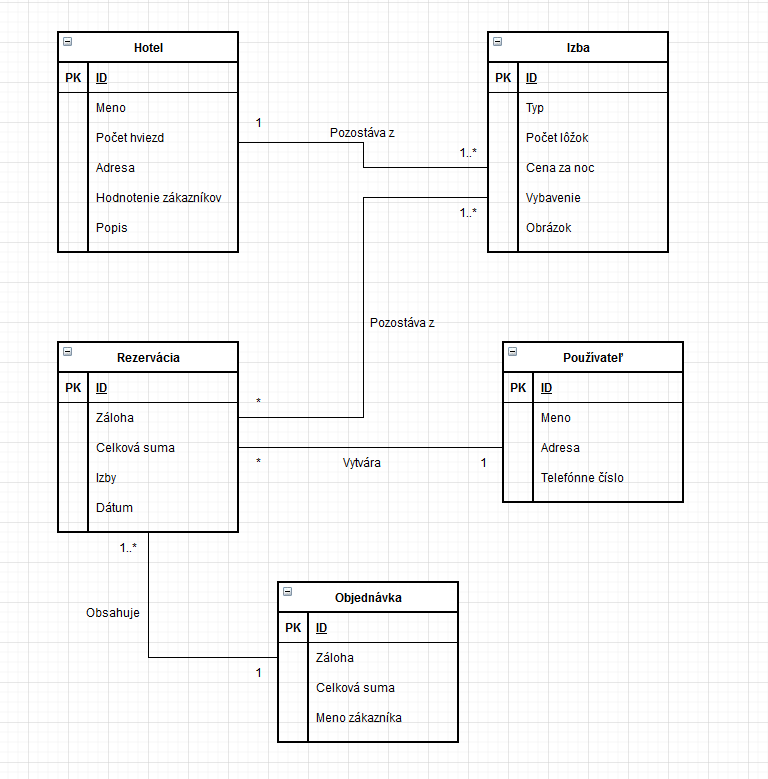 Hotel
PK ID
Meno
Počet hviezd
Adresa
Hodnotenie zákazníkov
Popis
1
Pozostáva z
1..*
Izba
PK ID
Typ
Počet lôžok
Cena za noc
Vybavenie
Obrázok
1..*
Pozostáva z
*
Rezervácia
PK ID
Záloha
Celková suma
Izby
Dátum
*
Vytvára
1
Používateľ
PK ID
Meno
Adresa
Telefónne číslo
1..*
Obsahuje
1
Objednávka
PK ID
Záloha
Celková suma
Meno zákazníka